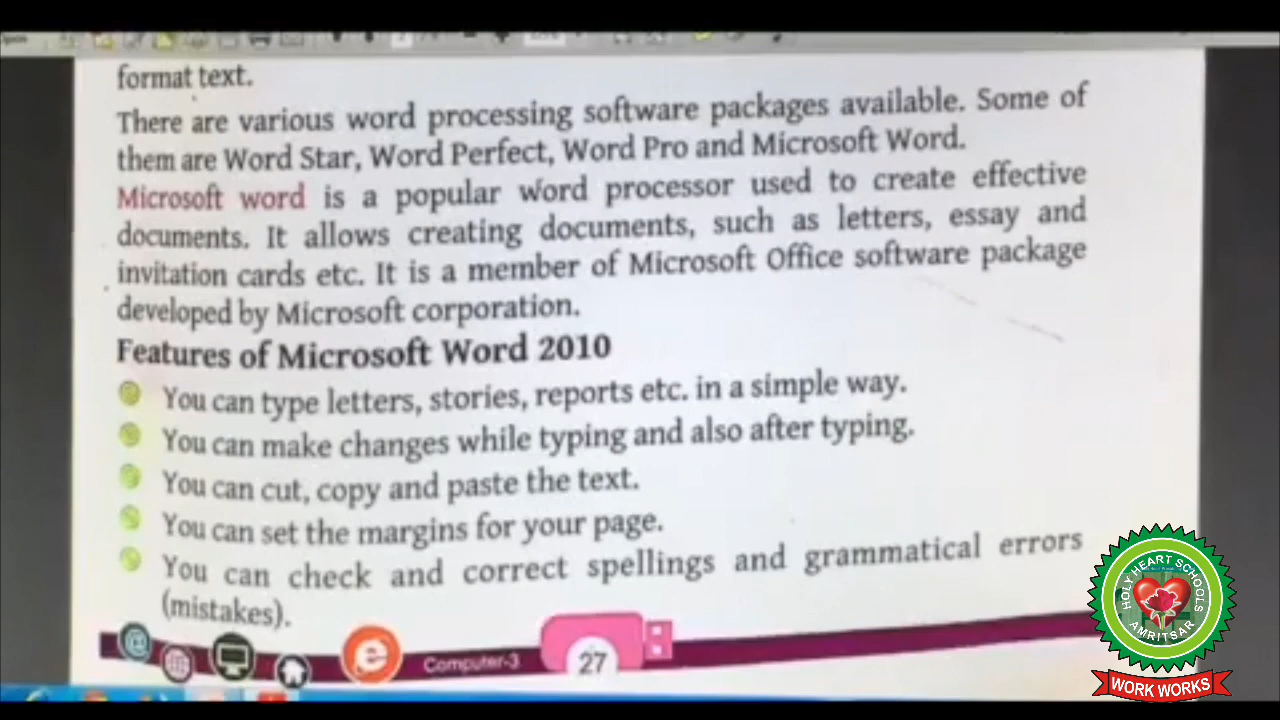 format text.
There are various word processing software packages available. Some of
them are Word Star, Word Perfect, Word Pro and Microsoft Word.
Microsoft word is a popular word processor used to create effective
documents. It allows creating documents, such as letters, essay and
invitation cards etc. It is a member of Microsoft Office software package
developed by Microsoft corporation.
Features of Microsoft Word 2010
You can type letters, stories, reports etc. in a simple way.
You can make changes while typing and also after typing.
You can cut, copy and paste the text.
You can set the margins for your page.
You can check and correct spellings and grammatical errors
(mistakes).
Computer-3
27
HOLY HEART SCHOOLS
AMRITSAR
WORK WORKS